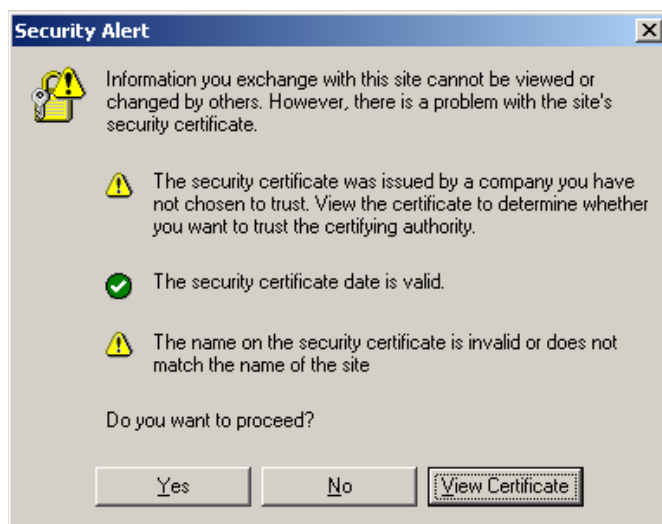 Security Alert
Information you exchange with this site cannot be viewed or
changed by others. However, there is a problem with the site's
security certificate.
The security certificate was issued by a company you have
not chosen to trust. View the certificate to determine whether
you want to trust the certifying authority.
The security certificate date is valid.
The name on the security certificate is invalid or does not
match the name of the site
Do you want to proceed?
Yes No View Certificate